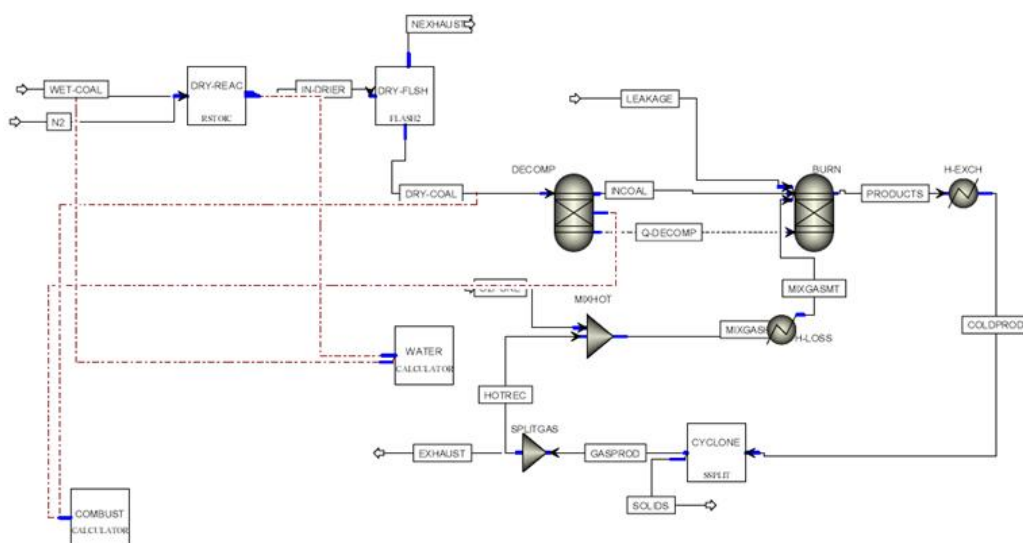 NEXHAUST
WET-COAL
DRY-REAC
RSTOIC
IN-DRIER
DRY-FLSH
FLASH2
N2
LEAKAGE
DECOMP
BURN
H-EXCH
DRY-COAL
INCOAL
PRODUCTS
Q-DECOMP
MIXHOT
MIXGASMT
MIXGASH
H-LOSS
COLDPROD
WATER
CALCULATOR
HOTREC
SPLITGAS
EXHAUST
GASPROD
CYCLONE
SSPLIT
SOLIDS
COMBUST
CALCULATOR